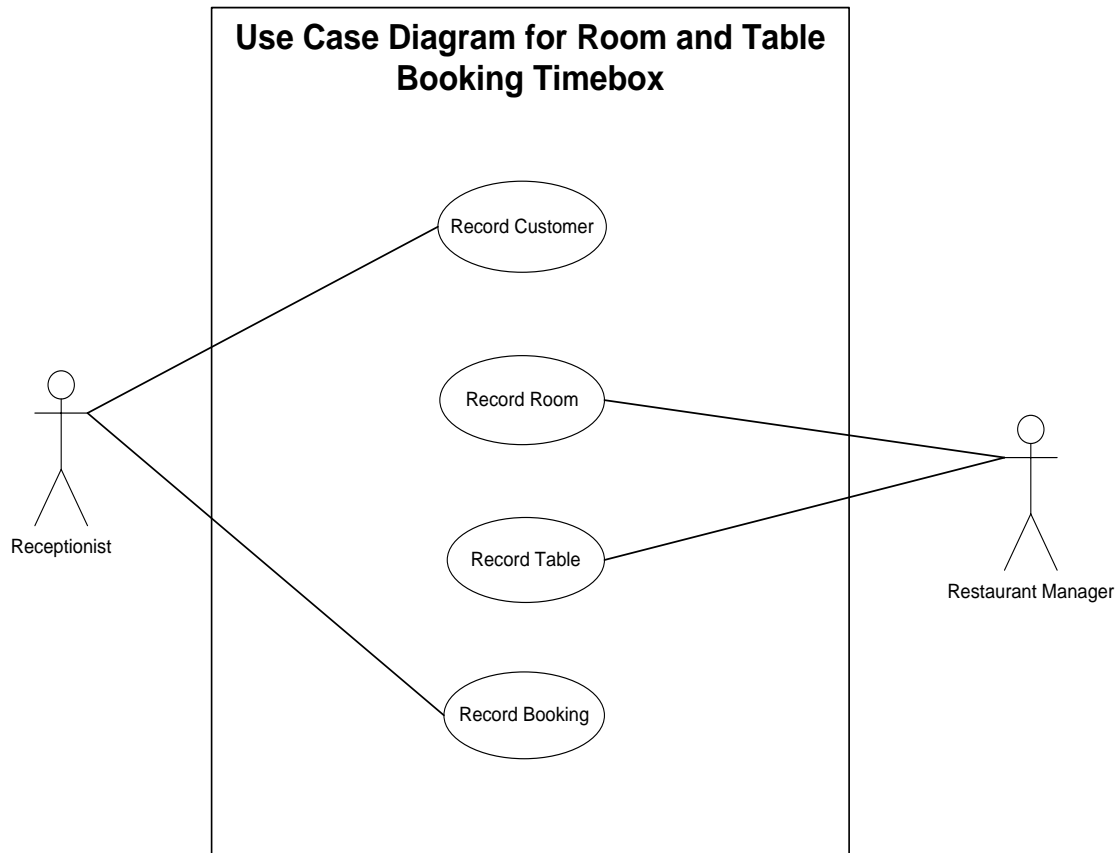 Use Case Diagram for Room and Table
Booking Timebox
Record Customer
Record Room
Record Table
Receptionist
Restaurant Manager
Record Booking